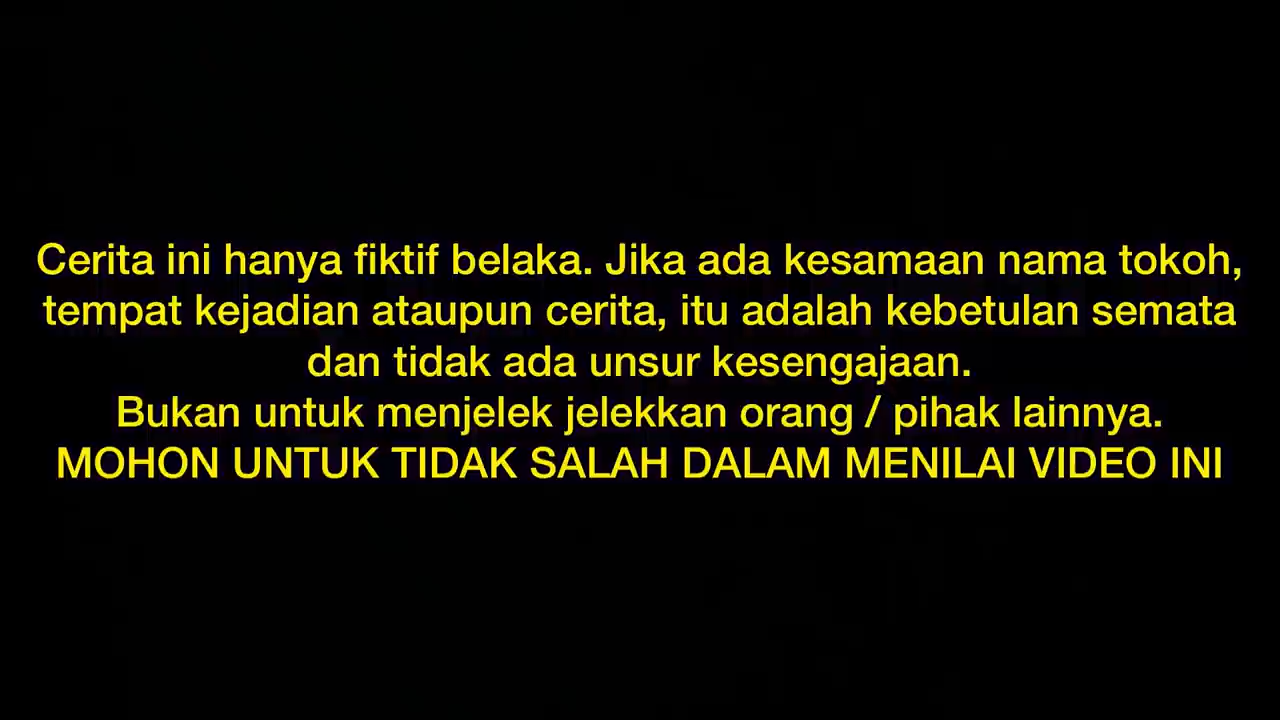 Cerita ini hanya fiktif belaka. Jika ada kesamaan nama tokoh,
tempat kejadian ataupun cerita, itu adalah kebetulan semata
dan tidak ada unsur kesengajaan.
Bukan untuk menjelek jelekkan orang / pihak lainnya.
MOHON UNTUK TIDAK SALAH DALAM MENILAI VIDEO INI